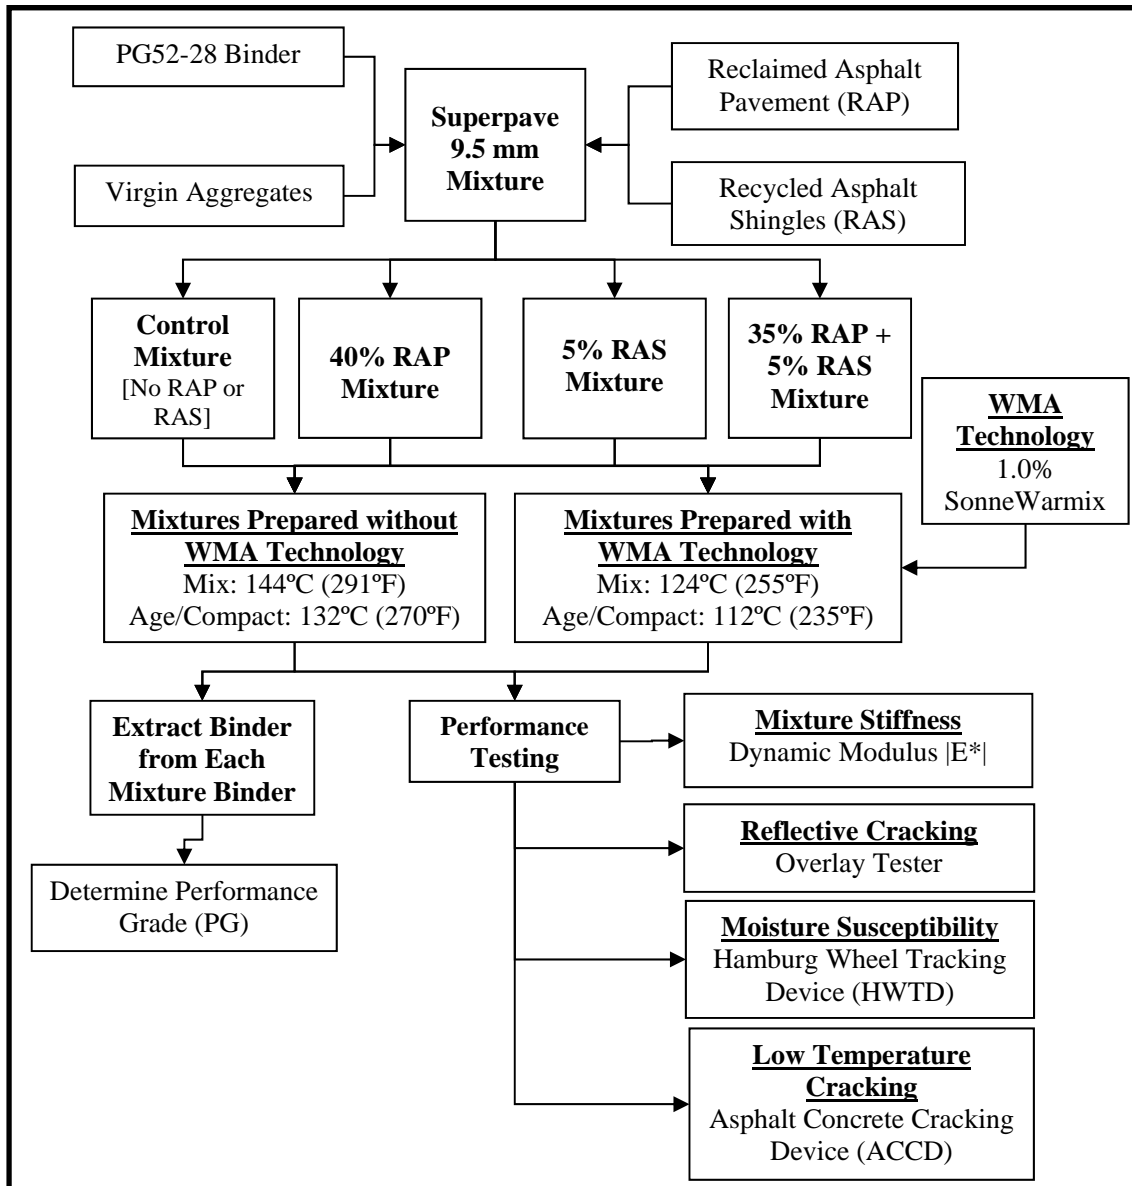 PG52-28 Binder
Virgin Aggregates
Superpave
9.5 mm
Mixture
Reclaimed Asphalt
Pavement (RAP)
Recycled Asphalt
Shingles (RAS)
Control
Mixture
[No RAP or
RAS]
40% RAP
Mixture
5% RAS
Mixture
35% RAP +
5% RAS
Mixture
WMA
Technology
1.0%
SonneWarmix
Mixtures Prepared without
WMA Technology
Mix: 144ºC (291ºF)
Age/Compact: 132ºC (270ºF)
Mixtures Prepared with
WMA Technology
Mix: 124ºC (255ºF)
Age/Compact: 112ºC (235ºF)
Extract Binder
from Each
Mixture Binder
Determine Performance
Grade (PG)
Performance
Testing
Mixture Stiffness
Dynamic Modulus |E*|
Reflective Cracking
Overlay Tester
Moisture Susceptibility
Hamburg Wheel Tracking
Device (HWTD)
Low Temperature
Cracking
Asphalt Concrete Cracking
Device (ACCD)